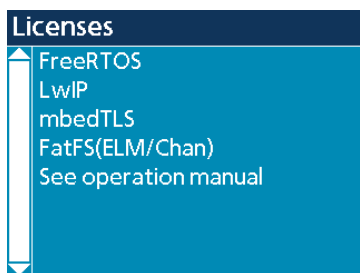 Licenses
FreeRTOS
LwIP
mbedTLS
FatFS(ELM/Chan)
See operation manual